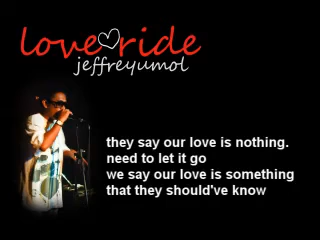 love ride
jeffreyumol
they say our love is nothing.
need to let it go
we say our love is something
that they should've know